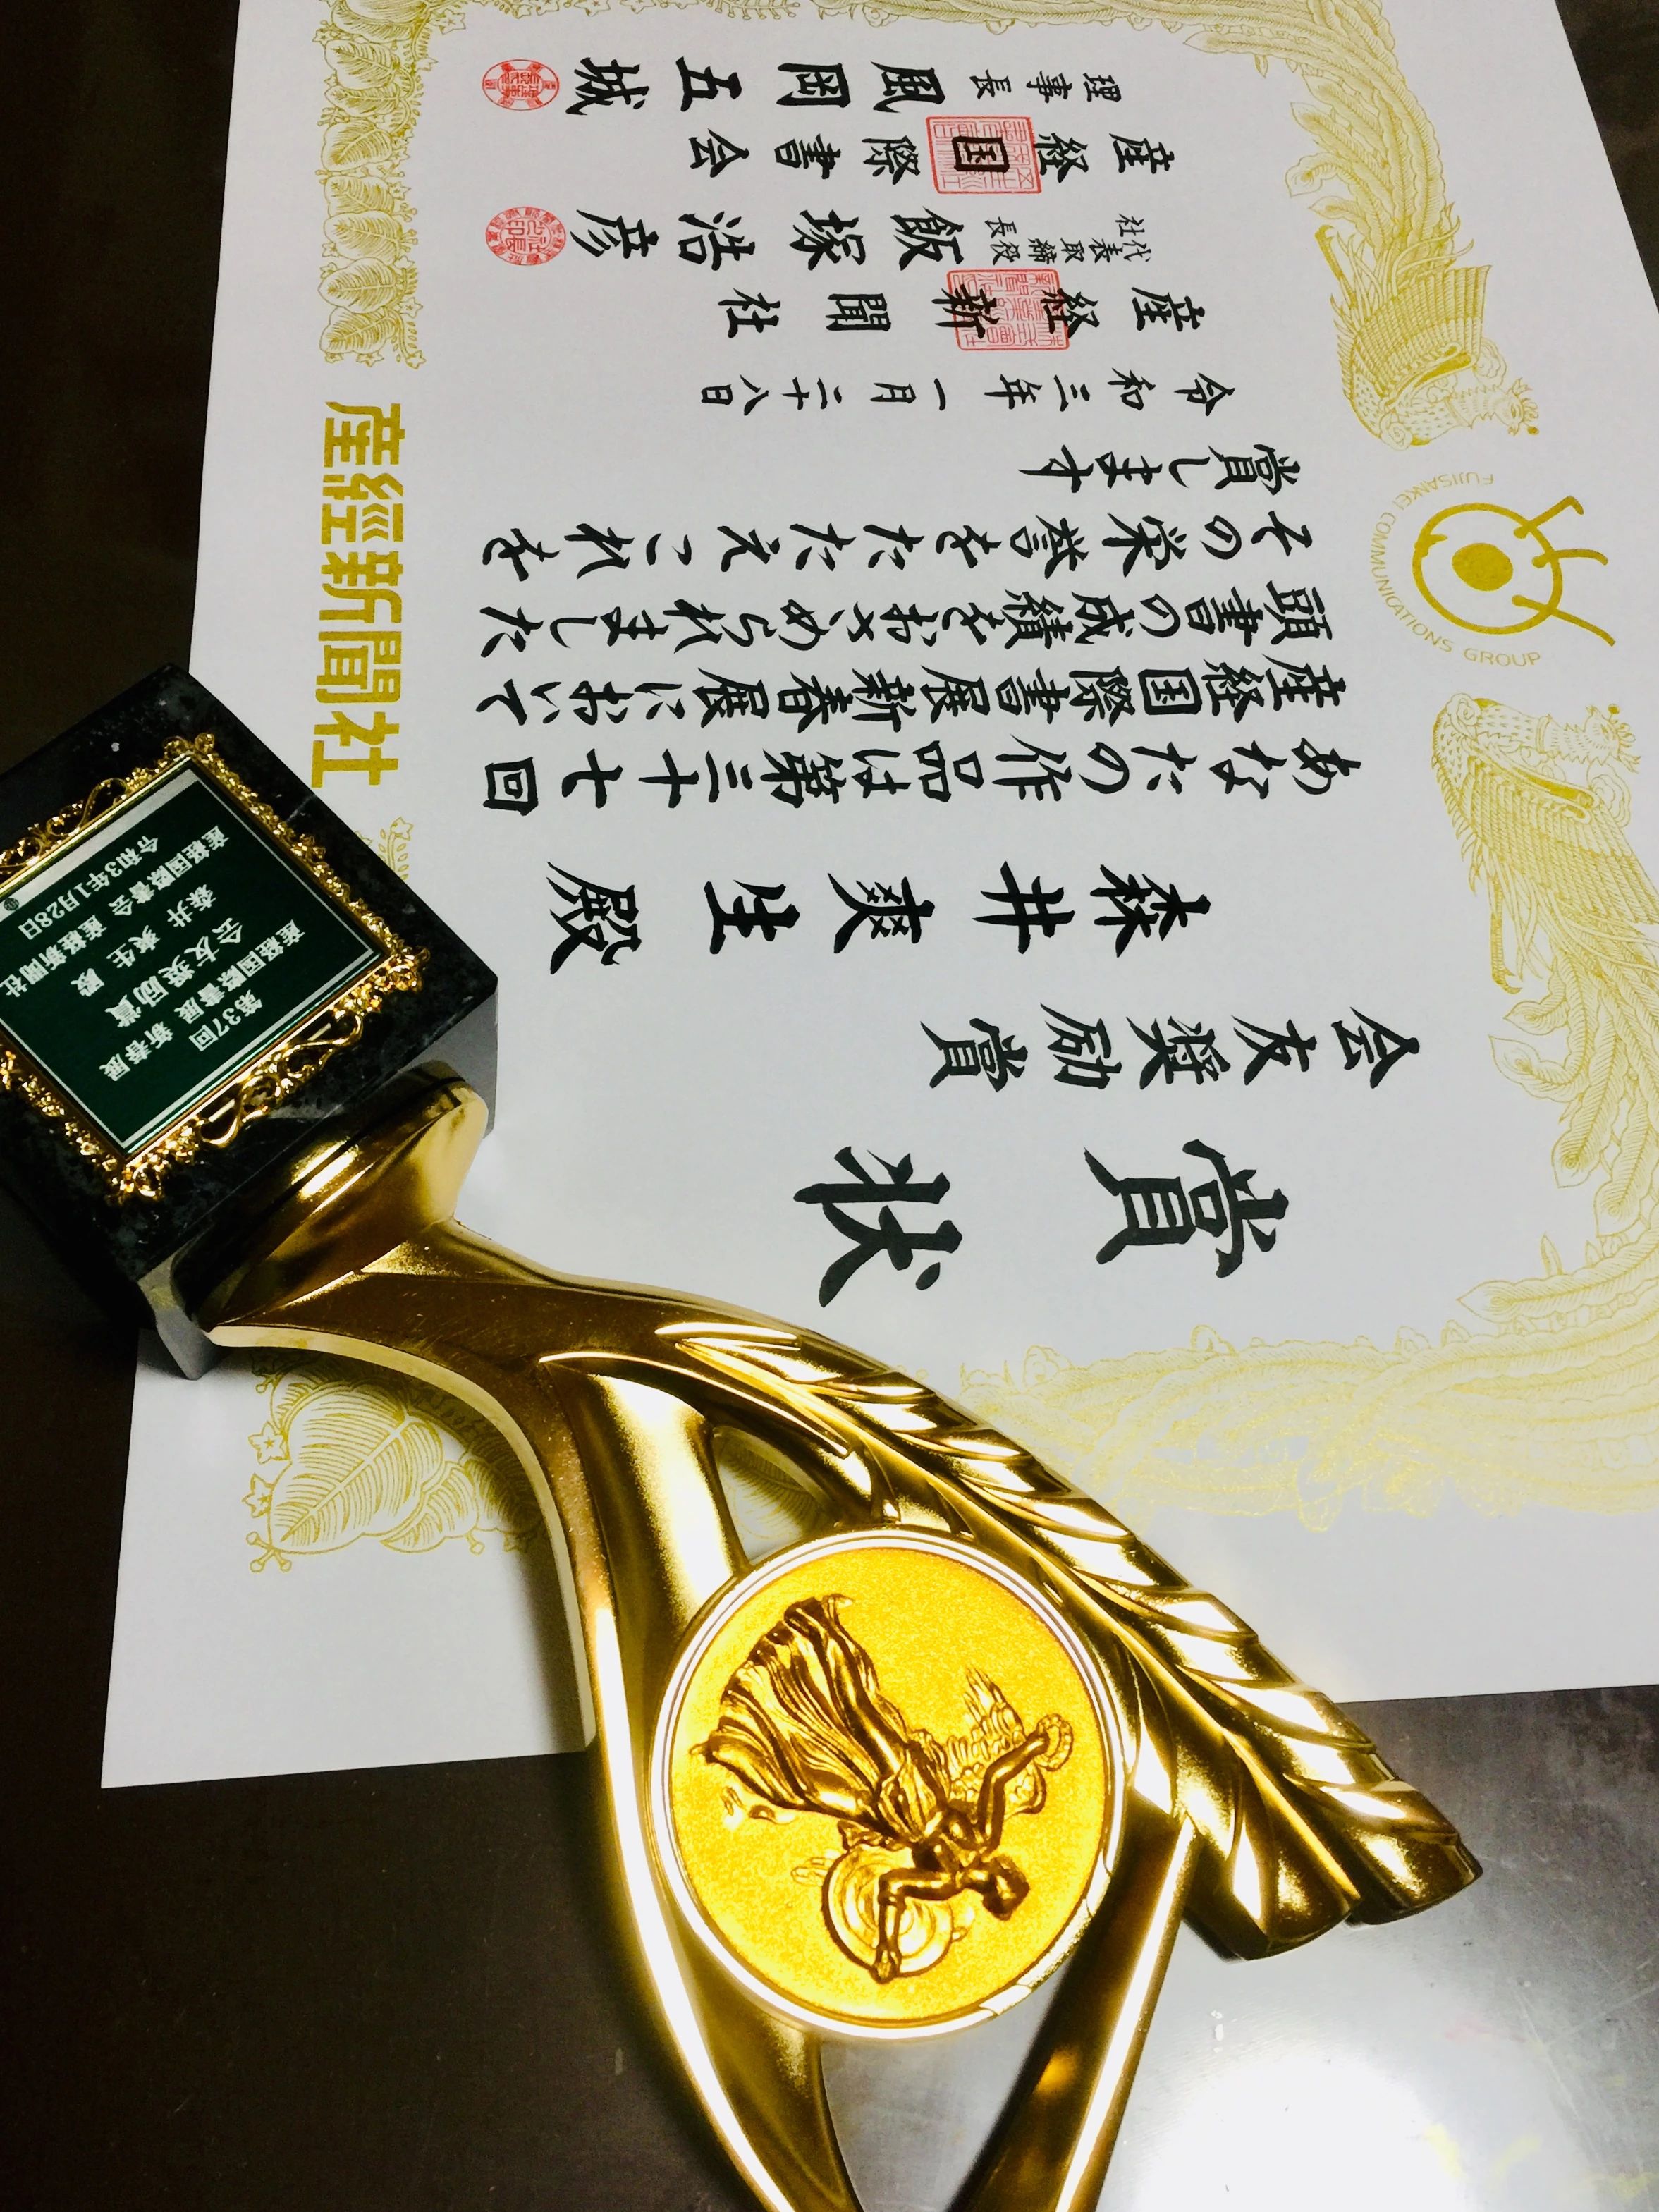 FUJISANKEI COMMUNICATIONS GROUP
賞状
会友奨励賞
森井爽生殿
あなたの作品は第三十七回
産経国際書展新春展において
頭書の成績をおさめられました
その栄誉をたたえこれを
賞します
令和三年一月二十八日
産経新聞社
代表取締役
社長
飯塚浩彦
産経国際書会
理事長 風岡五城
産經新聞社
第37回
産経国際書展 新春展
会友奨励賞
森井 爽生 殿
令和3年1月28日
産経国際書会 産経新聞社